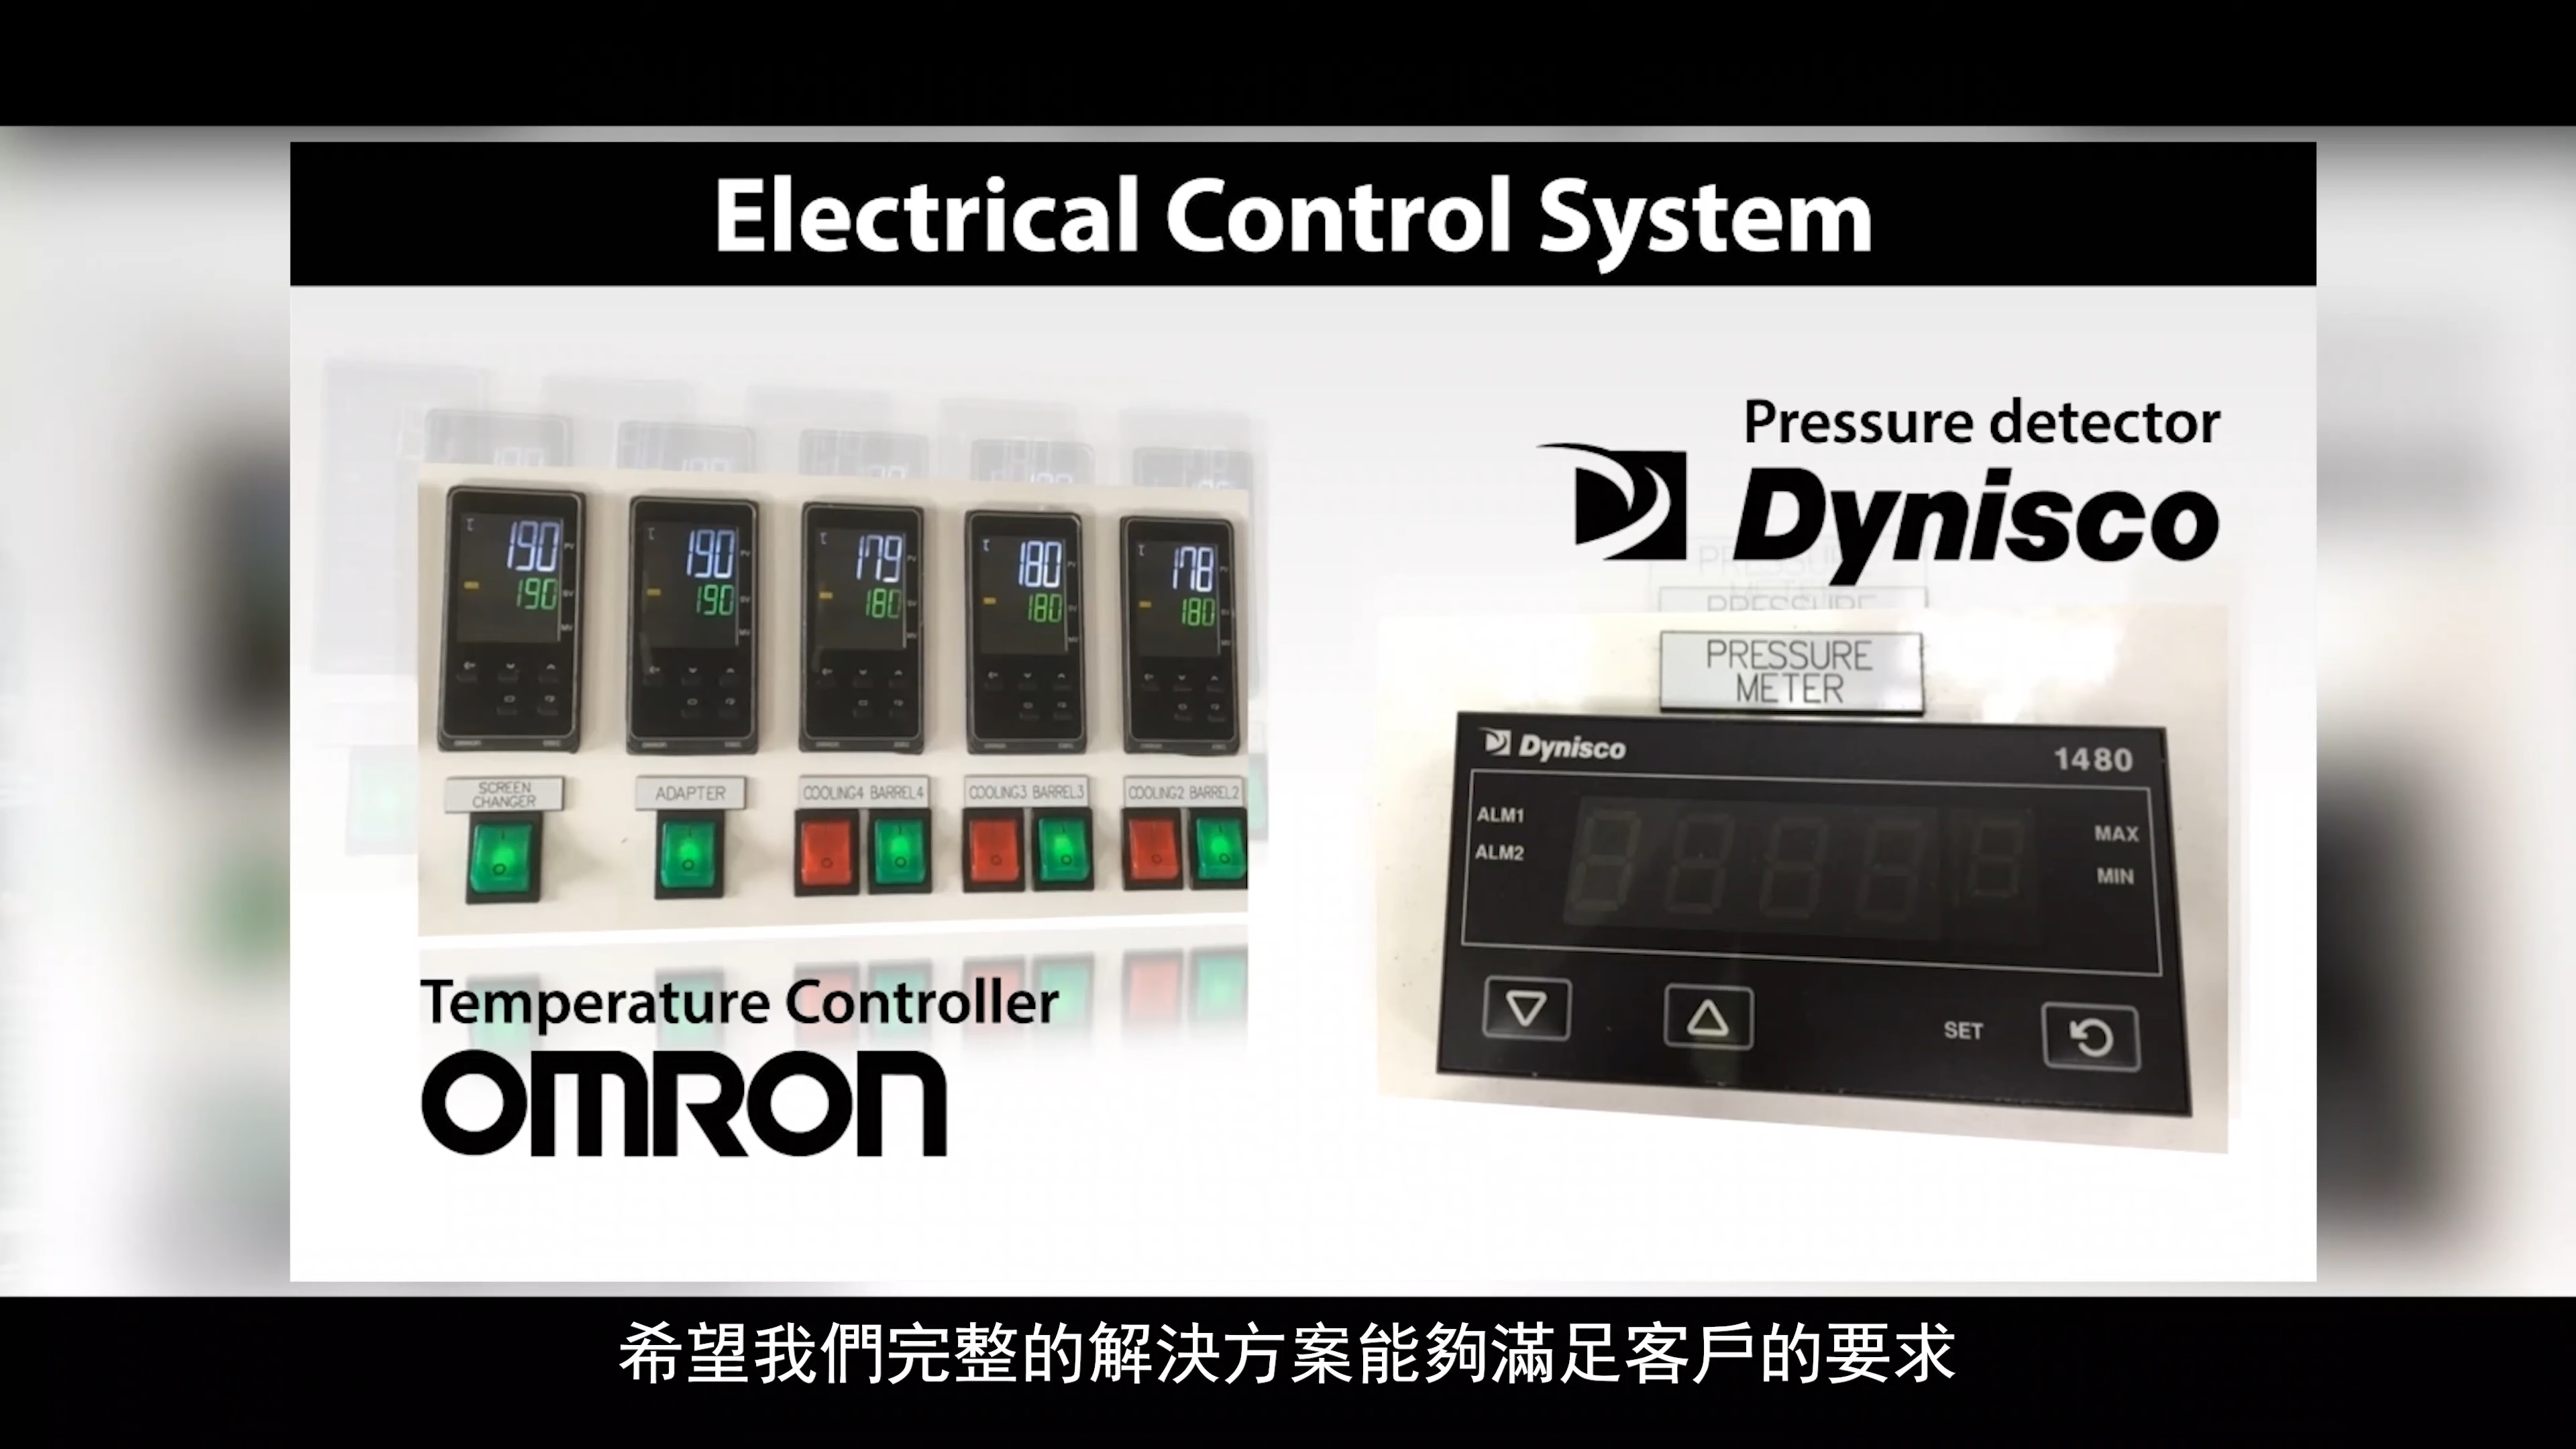 Electrical Control System
Pressure detector
Dynisco
PRESSURE
METER
Dynisco
1480
ALM1
ALM2
MAX
MIN
SET
190 190 179 180 178
190 190 180 180 180
SCREEN
CHANGER
ADAPTER
COOLING4 BARREL4
COOLING3 BARREL3
COOLING2 BARREL2
Temperature Controller
OMRON
希望我們完整的解決方案能夠滿足客戶的要求